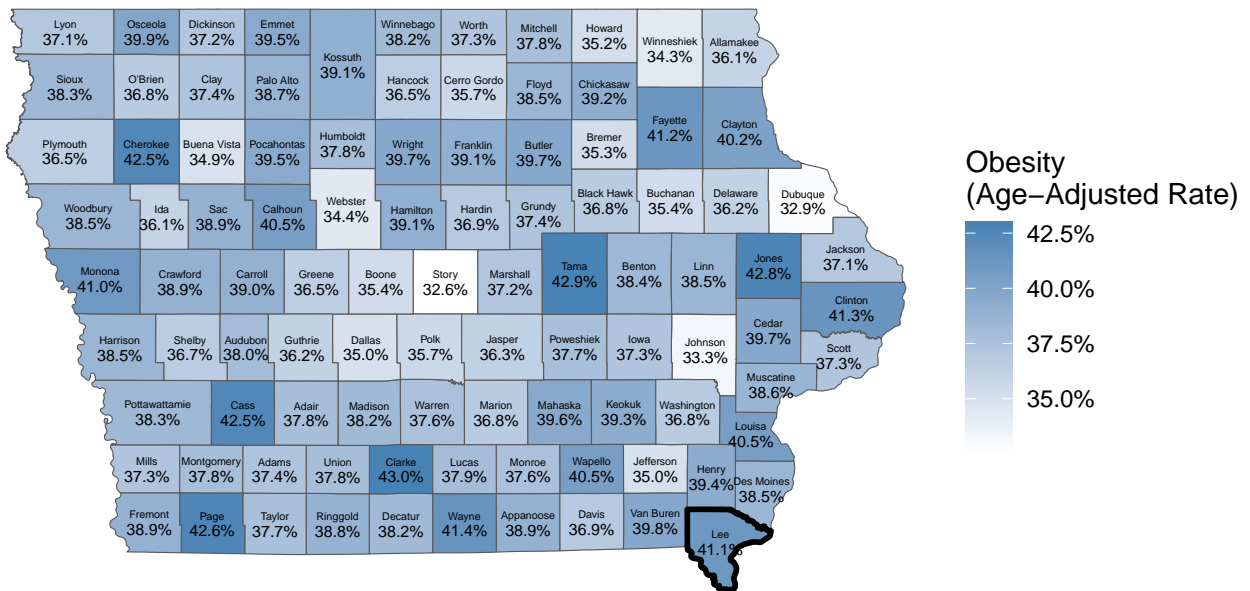 Lyon
37.1%
Osceola
39.9%
Dickinson
37.2%
Emmet
39.5%
Kossuth
39.1%
Winnebago
38.2%
Worth
37.3%
Mitchell
37.8%
Howard
35.2%
Winneshiek
34.3%
Allamakee
36.1%
Sioux
38.3%
O'Brien
36.8%
Clay
37.4%
Palo Alto
38.7%
Hancock
36.5%
Cerro Gordo
35.7%
Floyd
38.5%
Chickasaw
39.2%
Fayette
41.2%
Clayton
40.2%
Plymouth
36.5%
Cherokee
42.5%
Buena Vista
34.9%
Pocahontas
39.5%
Humboldt
37.8%
Wright
39.7%
Franklin
39.1%
Butler
39.7%
Bremer
35.3%
Woodbury
38.5%
Ida
36.1%
Sac
38.9%
Calhoun
40.5%
Webster
34.4%
Hamilton
39.1%
Hardin
36.9%
Grundy
37.4%
Black Hawk
36.8%
Buchanan
35.4%
Delaware
36.2%
Dubuque
32.9%
Monona
41.0%
Crawford
38.9%
Carroll
39.0%
Greene
36.5%
Boone
35.4%
Story
32.6%
Marshall
37.2%
Tama
42.9%
Benton
38.4%
Linn
38.5%
Jones
42.8%
Jackson
37.1%
Clinton
41.3%
Harrison
38.5%
Shelby
36.7%
Audubon
38.0%
Guthrie
36.2%
Dallas
35.0%
Polk
35.7%
Jasper
36.3%
Poweshiek
37.7%
Iowa
37.3%
Johnson
33.3%
Cedar
39.7%
Scott
37.3%
Muscatine
38.6%
Pottawattamie
38.3%
Cass
42.5%
Adair
37.8%
Madison
38.2%
Warren
37.6%
Marion
36.8%
Mahaska
39.6%
Keokuk
39.3%
Washington
36.8%
Louisa
40.5%
Mills
37.3%
Montgomery
37.8%
Adams
37.4%
Union
37.8%
Clarke
43.0%
Lucas
37.9%
Monroe
37.6%
Wapello
40.5%
Jefferson
35.0%
Henry
39.4%
Des Moines
38.5%
Fremont
38.9%
Page
42.6%
Taylor
37.7%
Ringgold
38.8%
Decatur
38.2%
Wayne
41.4%
Appanoose
38.9%
Davis
36.9%
Van Buren
39.8%
Lee
41.1%
Obesity
(Age−Adjusted Rate)
42.5%
40.0%
37.5%
35.0%